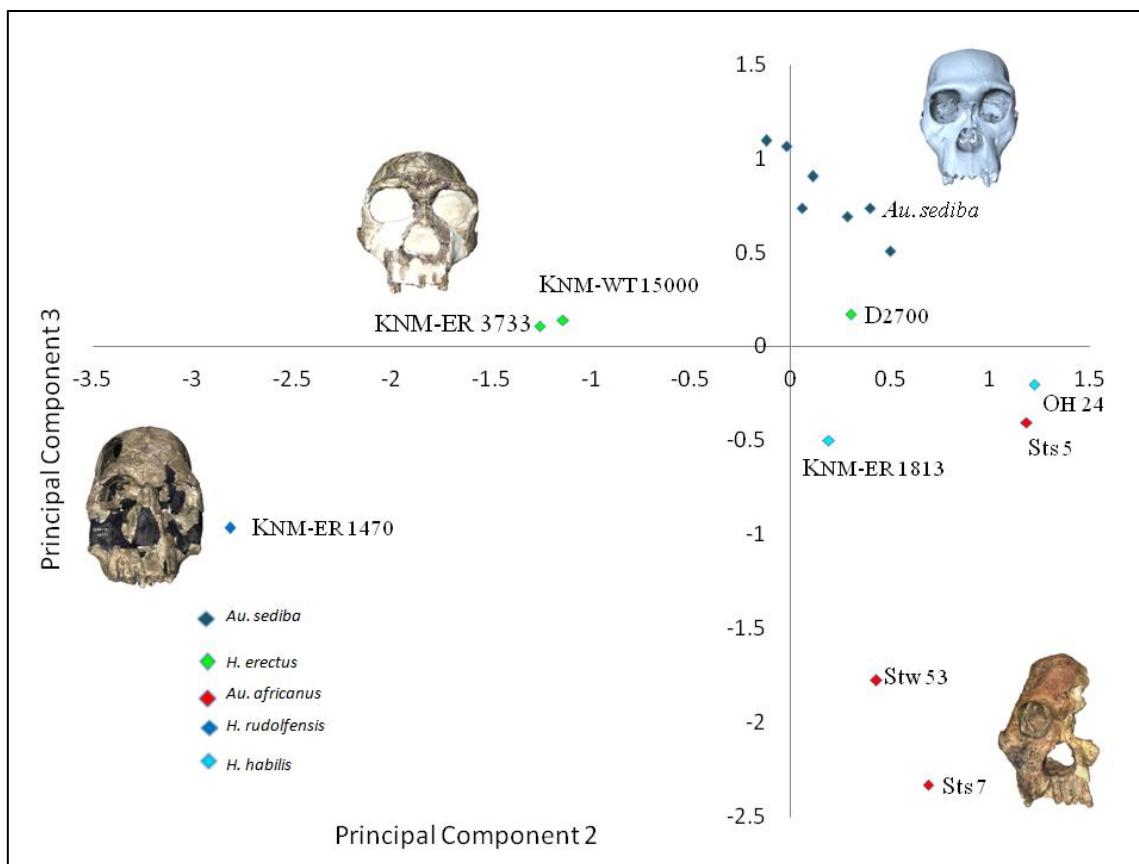 1.5
1
Au. sediba
0.5
KNM-WT 15000
KNM-ER 3733
D2700
0
-3.5 -3 -2.5 -2 -1.5 -1 -0.5 0 0.5 1 1.5
OH 24
Sts 5
-0.5
KNM-ER 1813
Principal Component 3
KNM-ER 1470
-1
Au. sediba
-1.5
H. erectus
Stw 53
Au. africanus
-2
H. rudolfensis
H. habilis
Sts 7
-2.5
Principal Component 2